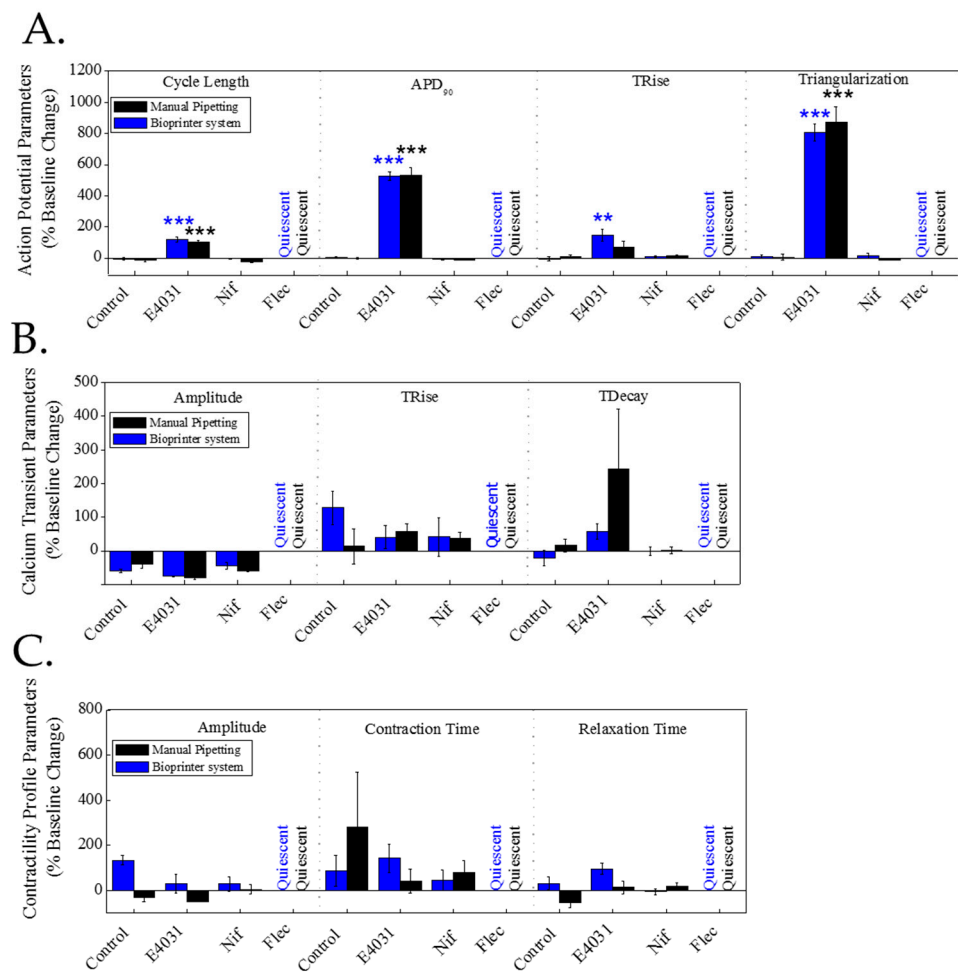 A.
Action Potential Parameters
(% Baseline Change)
1200
1000
800
600
400
200
0
Cycle Length
APD90
TRise
Triangularization
Manual Pipetting
Bioprinter system
***
***
***
***
**
***
***
Quiescent
Quiescent
Quiescent
Quiescent
Quiescent
Quiescent
Quiescent
Quiescent
Control
E4031
Nif
Flec
Control
E4031
Nif
Flec
Control
E4031
Nif
Flec
Control
E4031
Nif
Flec
B.
Calcium Transient Parameters
(% Baseline Change)
500
400
300
200
100
0
Amplitude
TRise
TDecay
Manual Pipetting
Bioprinter system
Quiescent
Quiescent
Quiescent
Quiescent
Quiescent
Quiescent
Control
E4031
Nif
Flec
Control
E4031
Nif
Flec
Control
E4031
Nif
Flec
C.
Contractility Profile Parameters
(% Baseline Change)
800
600
400
200
0
Amplitude
Contraction Time
Relaxation Time
Manual Pipetting
Bioprinter system
Quiescent
Quiescent
Quiescent
Quiescent
Quiescent
Quiescent
Control
E4031
Nif
Flec
Control
E4031
Nif
Flec
Control
E4031
Nif
Flec